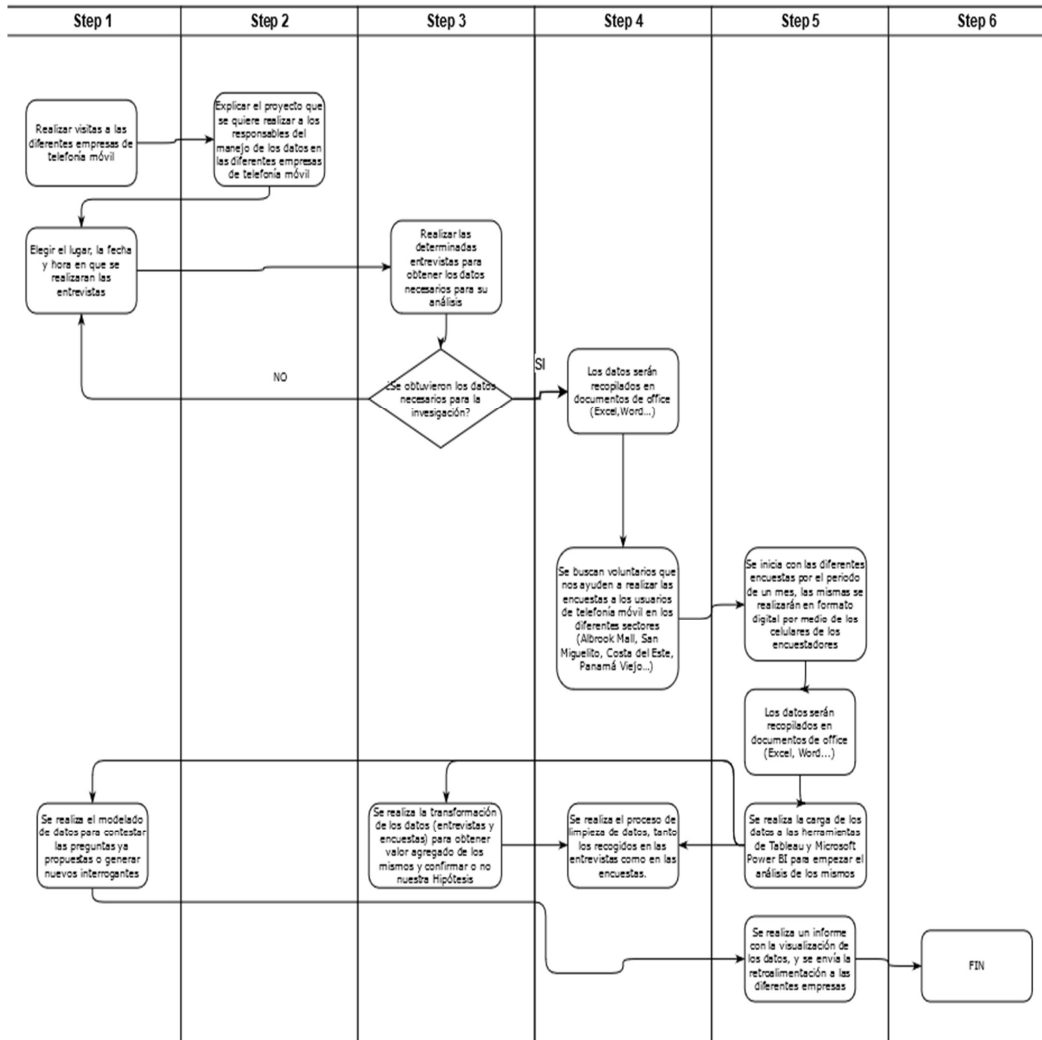 Step 1
Step 2
Step 3
Step 4
Step 5
Step 6
Realizar visitas a las
diferentes empresas de
telefonía móvil
Explicar el proyecto que
se quiere realizar a los
responsables del
manejo de los datos en
las diferentes empresas
de telefonía móvil
Elegir el lugar, la fecha
y hora en que se
realizaran las
entrevistas
Realizar las
determinadas
entrevistas para
obtener los datos
necesarios para su
análisis
¿Se obtuvieron los datos
necesarios para la
invesigación?
NO
SI
Los datos serán
recopilados en
documentos de office
(Excel,Word...)
Se buscan voluntarios que
nos ayuden a realizar las
encuestas a los usuarios
de telefonía móvil en los
diferentes sectores
(Albrook Mall, San
Miguelito, Costa del Este,
Panamá Viejo...)
Se inicia con las diferentes
encuestas por el periodo
de un mes, las mismas se
realizarán en formato
digital por medio de los
celulares de los
encuestadores
Los datos serán
recopilados en
documentos de office
(Excel, Word...)
Se realiza el modelado
de datos para contestar
las preguntas ya
propuestas o generar
nuevos interrogantes
Se realiza la transformación
de los datos (entrevistas y
encuestas) para obtener
valor agregado de los
mismos y confirmar o no
nuestra Hipótesis
Se realiza el proceso de
limpieza de datos, tanto
los recogidos en las
entrevistas como en las
encuestas.
Se realiza la carga de los
datos a las herramientas
de Tableau y Microsoft
Power BI para empezar el
análisis de los mismos
Se realiza un informe
con la visualización de
los datos, y se envía la
retroalimentación a las
diferentes empresas
FIN